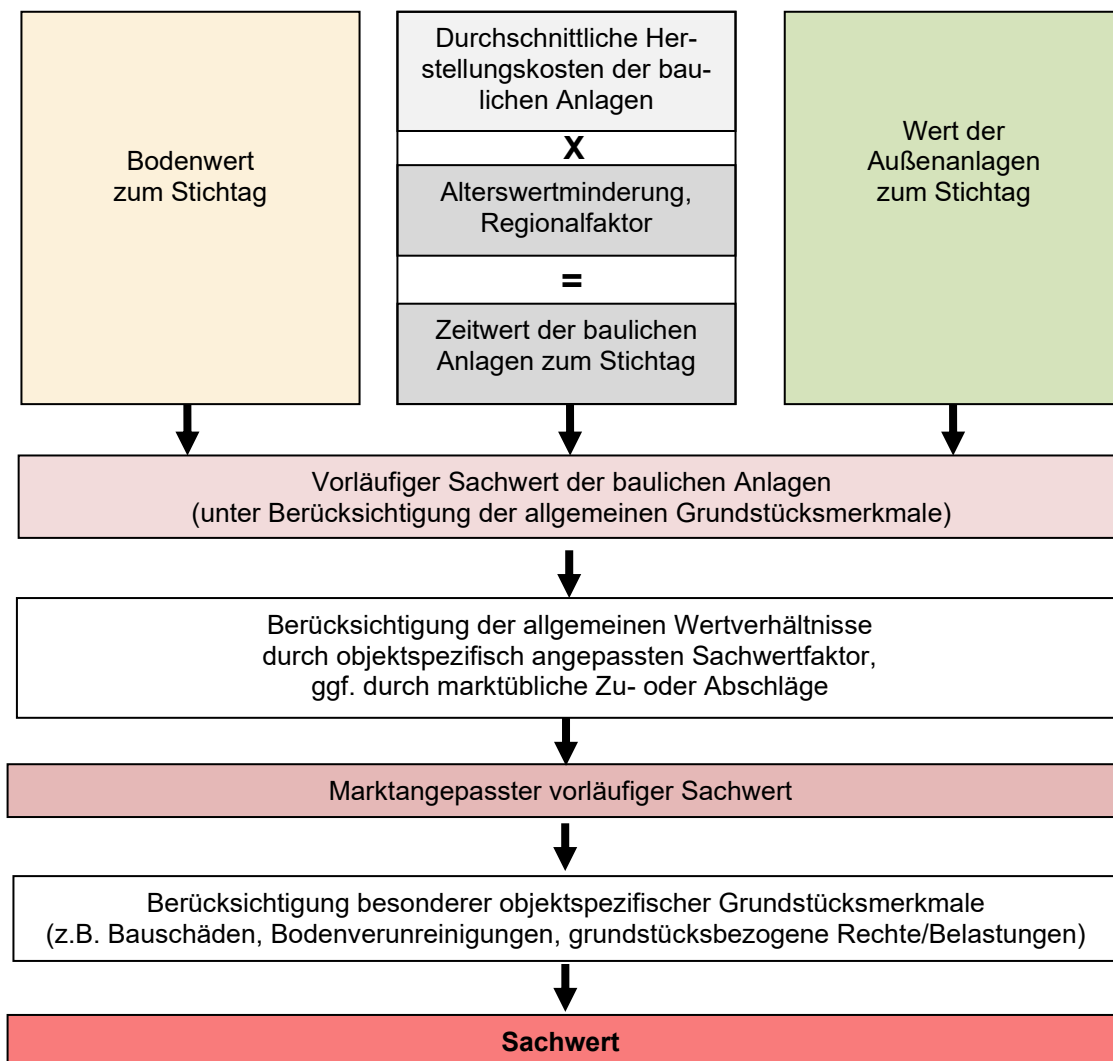 Bodenwert
zum Stichtag
Durchschnittliche Her-
stellungskosten der bau-
lichen Anlagen
X
Alterswertminderung,
Regionalfaktor
=
Zeitwert der baulichen
Anlagen zum Stichtag
Wert der
Außenanlagen
zum Stichtag
Vorläufiger Sachwert der baulichen Anlagen
(unter Berücksichtigung der allgemeinen Grundstücksmerkmale)
Berücksichtigung der allgemeinen Wertverhältnisse
durch objektspezifisch angepassten Sachwertfaktor,
ggf. durch marktübliche Zu- oder Abschläge
Marktangepasster vorläufiger Sachwert
Berücksichtigung besonderer objektspezifischer Grundstücksmerkmale
(z.B. Bauschäden, Bodenverunreinigungen, grundstücksbezogene Rechte/Belastungen)
Sachwert